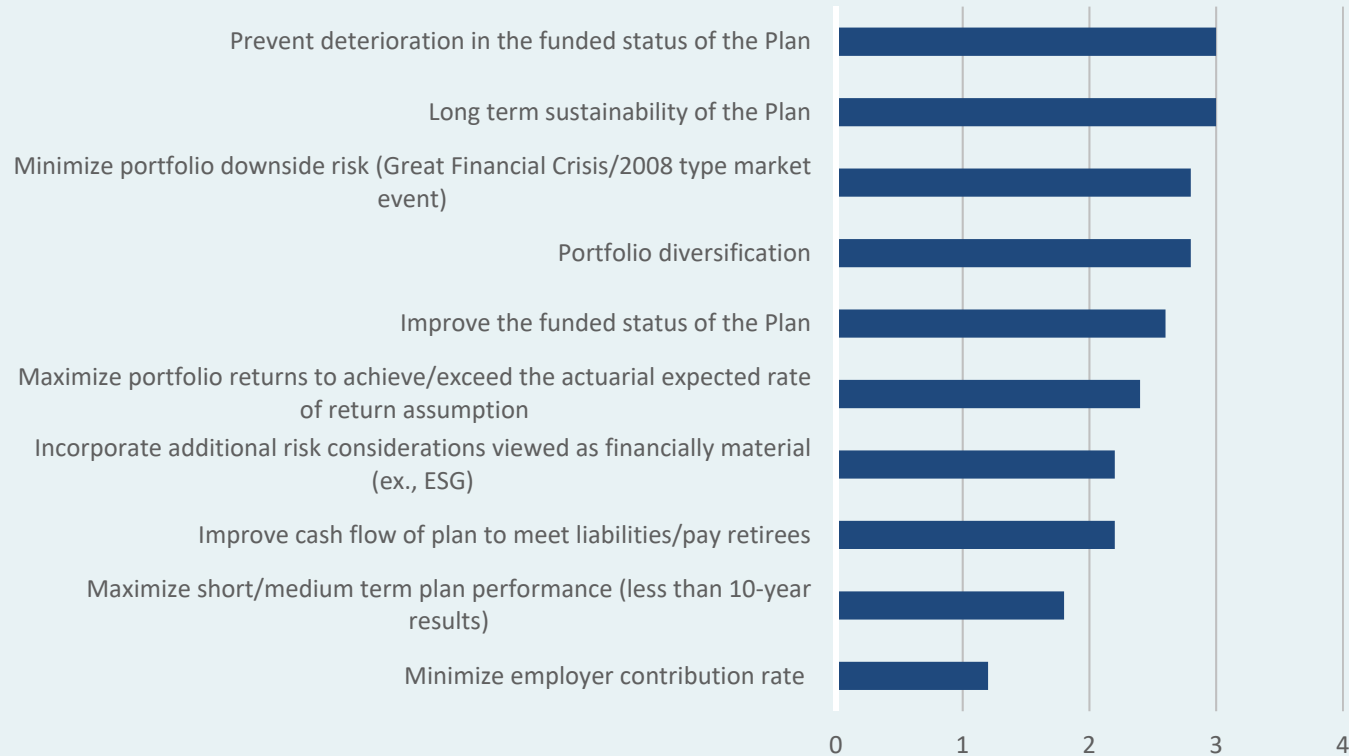 Prevent deterioration in the funded status of the Plan
Long term sustainability of the Plan
Minimize portfolio downside risk (Great Financial Crisis/2008 type market
event)
Portfolio diversification
Improve the funded status of the Plan
Maximize portfolio returns to achieve/exceed the actuarial expected rate
of return assumption
Incorporate additional risk considerations viewed as financially material
(ex., ESG)
Improve cash flow of plan to meet liabilities/pay retirees
Maximize short/medium term plan performance (less than 10-year
results)
Minimize employer contribution rate
0 1 2 3 4